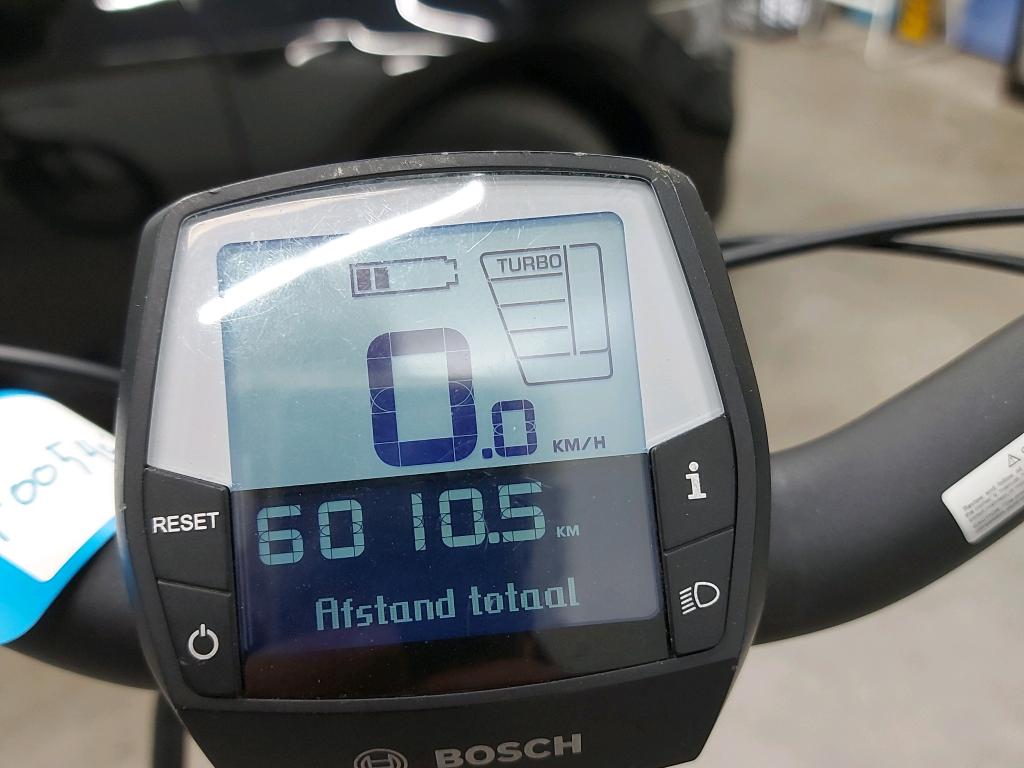 TURBO
0.0 KM/H
RESET
i
6010.5 KM
Afstand totaal
BOSCH